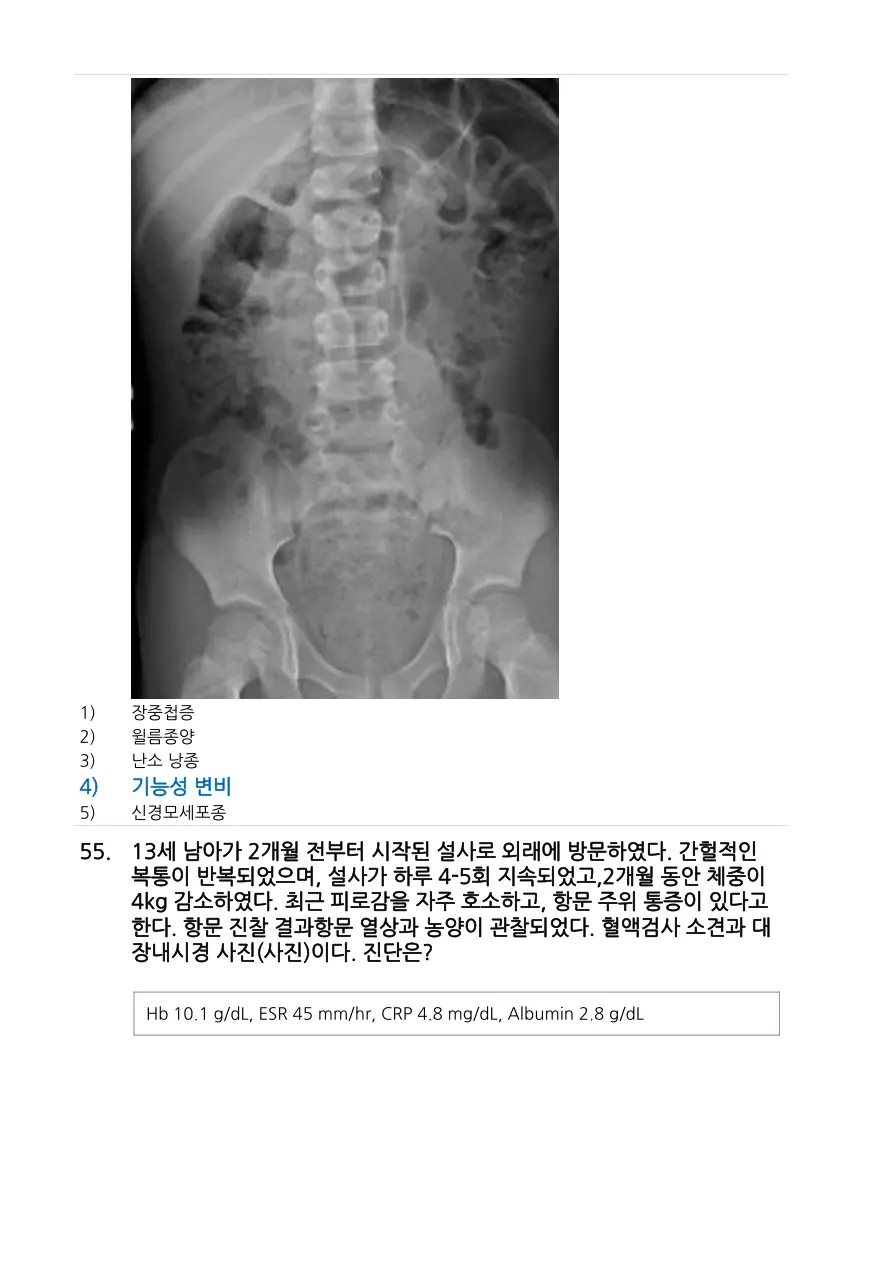 1) 장중첩증
2) 윌름종양
3) 난소 낭종
4) 기능성 변비
5) 신경모세포종
55. 13세 남아가 2개월 전부터 시작된 설사로 외래에 방문하였다. 간헐적인
복통이 반복되었으며, 설사가 하루 4-5회 지속되었고,2개월 동안 체중이
4kg 감소하였다. 최근 피로감을 자주 호소하고, 항문 주위 통증이 있다고
한다. 항문 진찰 결과항문 열상과 농양이 관찰되었다. 혈액검사 소견과 대
장내시경 사진(사진)이다. 진단은?
Hb 10.1 g/dL, ESR 45 mm/hr, CRP 4.8 mg/dL, Albumin 2.8 g/dL